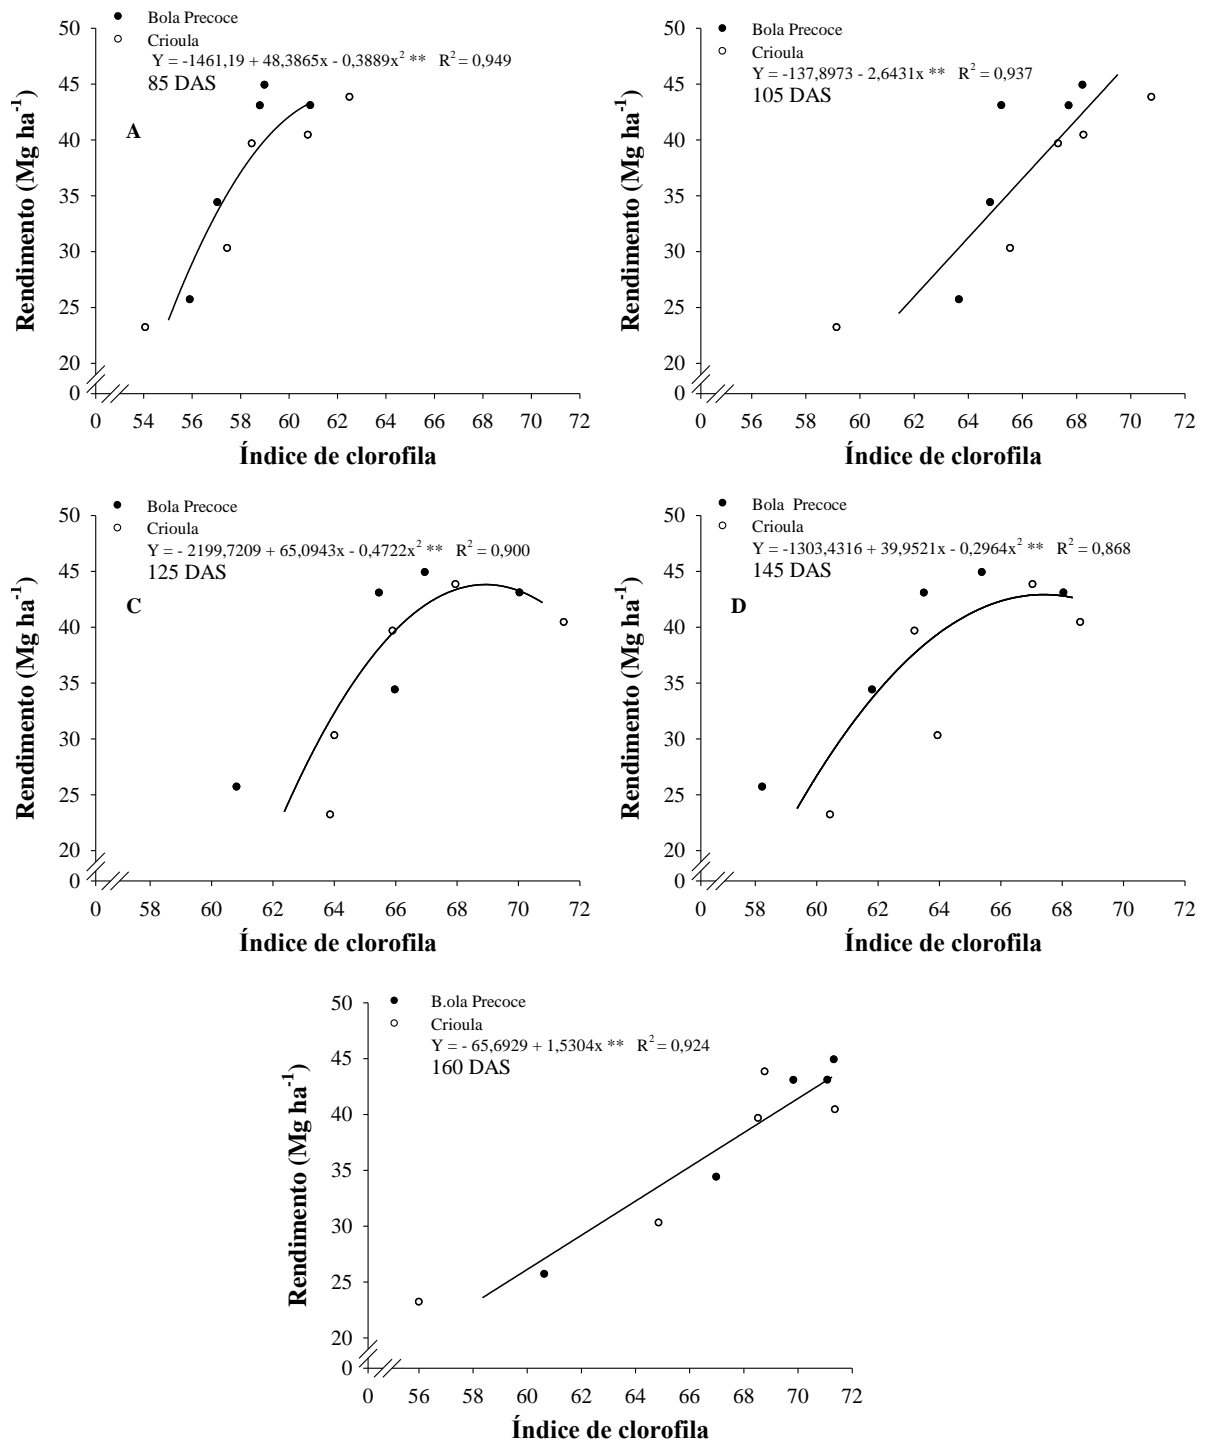 Bola Precoce
Crioula
Y = -1461,19 + 48,3865x - 0,3889x² ** R² = 0,949
85 DAS
A
Rendimento (Mg ha⁻¹)
50
45
40
35
30
25
20
0
0 54 56 58 60 62 64 66 68 70 72
Índice de clorofila
Bola Precoce
Crioula
Y = -137,8973 - 2,6431x ** R² = 0,937
105 DAS
Rendimento (Mg ha⁻¹)
50
45
40
35
30
25
20
0
0 56 58 60 62 64 66 68 70 72
Índice de clorofila
Bola Precoce
Crioula
Y = - 2199,7209 + 65,0943x - 0,4722x² ** R² = 0,900
125 DAS
C
Rendimento (Mg ha⁻¹)
50
45
40
35
30
25
20
0
0 58 60 62 64 66 68 70 72
Índice de clorofila
Bola Precoce
Crioula
Y = -1303,4316 + 39,9521x - 0,2964x² ** R² = 0,868
145 DAS
D
Rendimento (Mg ha⁻¹)
50
45
40
35
30
25
20
0
0 58 60 62 64 66 68 70 72
Índice de clorofila
B.ola Precoce
Crioula
Y = - 65,6929 + 1,5304x ** R² = 0,924
160 DAS
Rendimento (Mg ha⁻¹)
50
45
40
35
30
25
20
0
0 56 58 60 62 64 66 68 70 72
Índice de clorofila